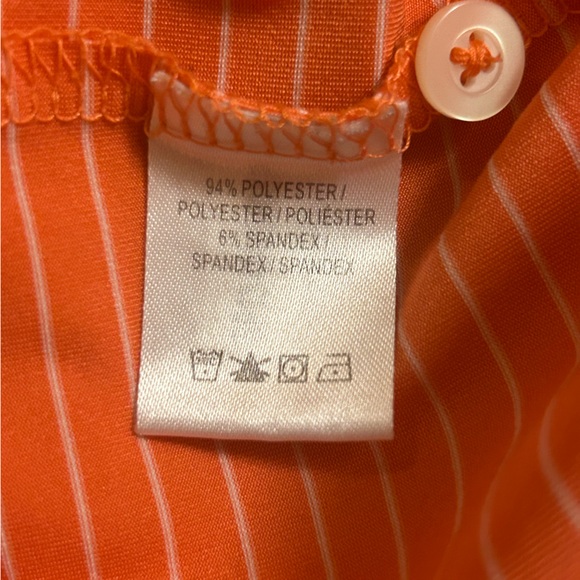 94% POLYESTER /
POLYESTER / POLIÉSTER
6% SPANDEX /
SPANDEX / SPANDEX